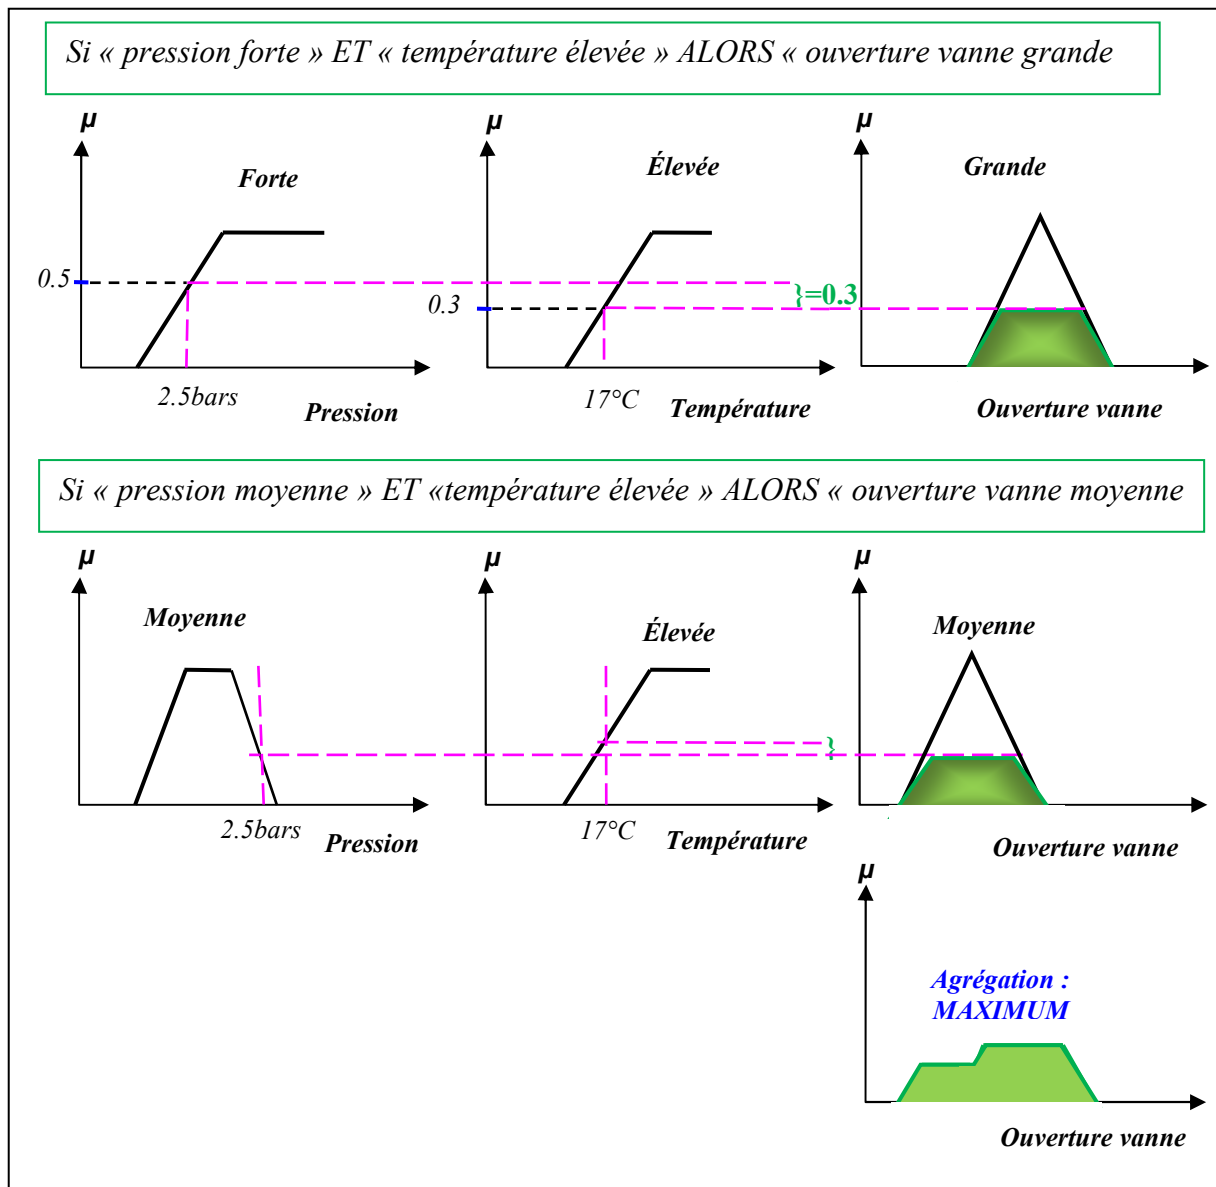 Si « pression forte » ET « température élevée » ALORS « ouverture vanne grande
μ
μ
μ
Forte
Élevée
Grande
0.5
0.3
}=0.3
2.5bars
Pression
17°C
Température
Ouverture vanne
Si « pression moyenne » ET «température élevée » ALORS « ouverture vanne moyenne
μ
μ
μ
Moyenne
Élevée
Moyenne
}
2.5bars
Pression
17°C
Température
Ouverture vanne
μ
Agrégation :
MAXIMUM
Ouverture vanne